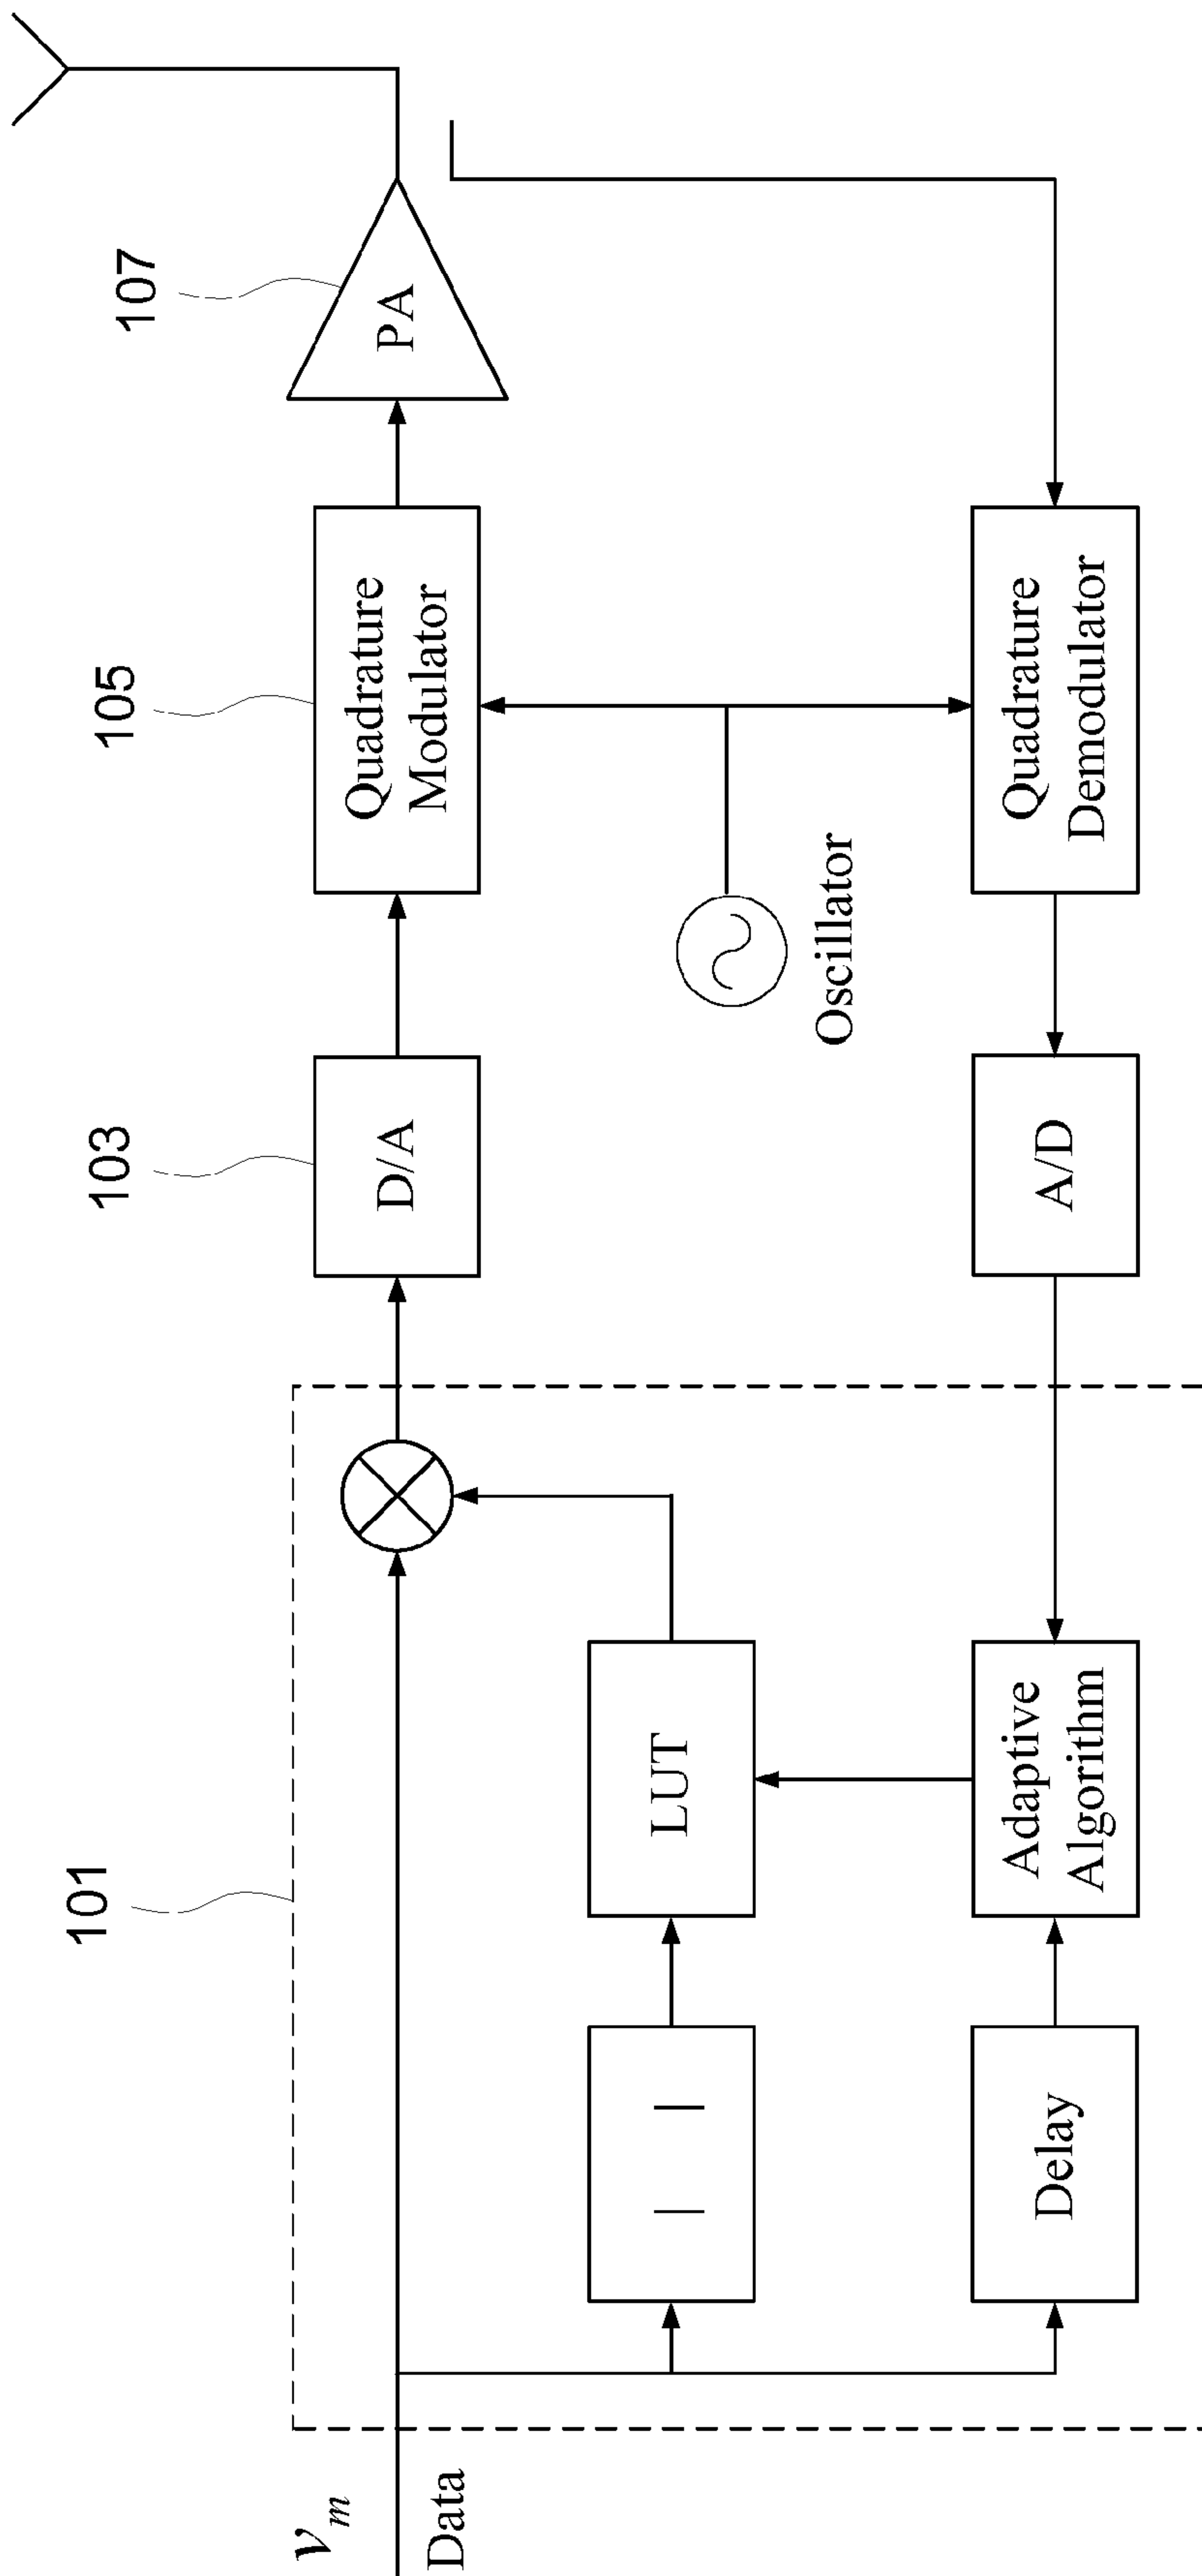 101
103
105
107
v_m
Data
D/A
Quadrature
Modulator
PA
| |
LUT
Oscillator
Delay
Adaptive
Algorithm
A/D
Quadrature
Demodulator